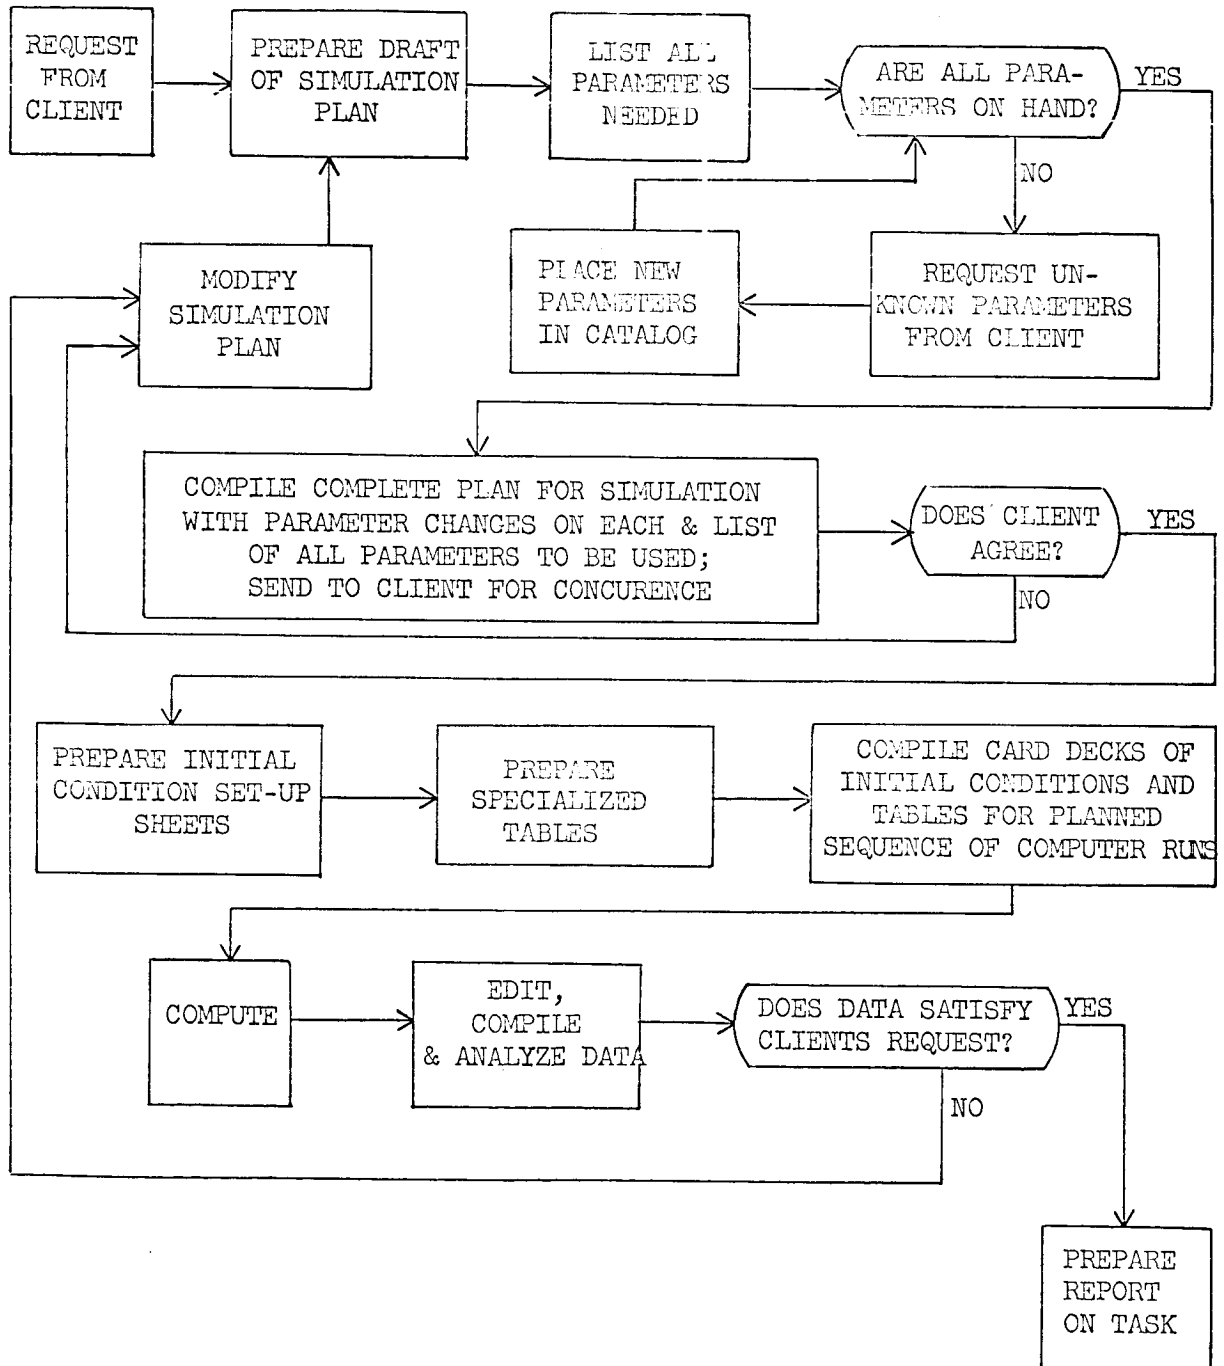 REQUEST
FROM
CLIENT
PREPARE DRAFT
OF SIMULATION
PLAN
LIST ALL
PARAMETERS
NEEDED
ARE ALL PARA-
METERS ON HAND?
YES
NO
MODIFY
SIMULATION
PLAN
PLACE NEW
PARAMETERS
IN CATALOG
REQUEST UN-
KNOWN PARAMETERS
FROM CLIENT
COMPILE COMPLETE PLAN FOR SIMULATION
WITH PARAMETER CHANGES ON EACH & LIST
OF ALL PARAMETERS TO BE USED;
SEND TO CLIENT FOR CONCURENCE
DOES CLIENT
AGREE?
YES
NO
PREPARE INITIAL
CONDITION SET-UP
SHEETS
PREPARE
SPECIALIZED
TABLES
COMPILE CARD DECKS OF
INITIAL CONDITIONS AND
TABLES FOR PLANNED
SEQUENCE OF COMPUTER RUNS
COMPUTE
EDIT,
COMPILE
& ANALYZE DATA
DOES DATA SATISFY
CLIENTS REQUEST?
YES
NO
PREPARE
REPORT
ON TASK